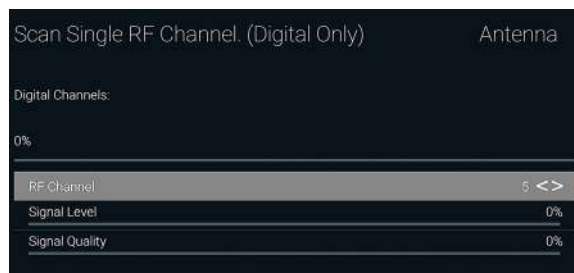 Scan Single RF Channel. (Digital Only) Antenna
Digital Channels:
0%
RF Channel 5 <>
Signal Level 0%
Signal Quality 0%